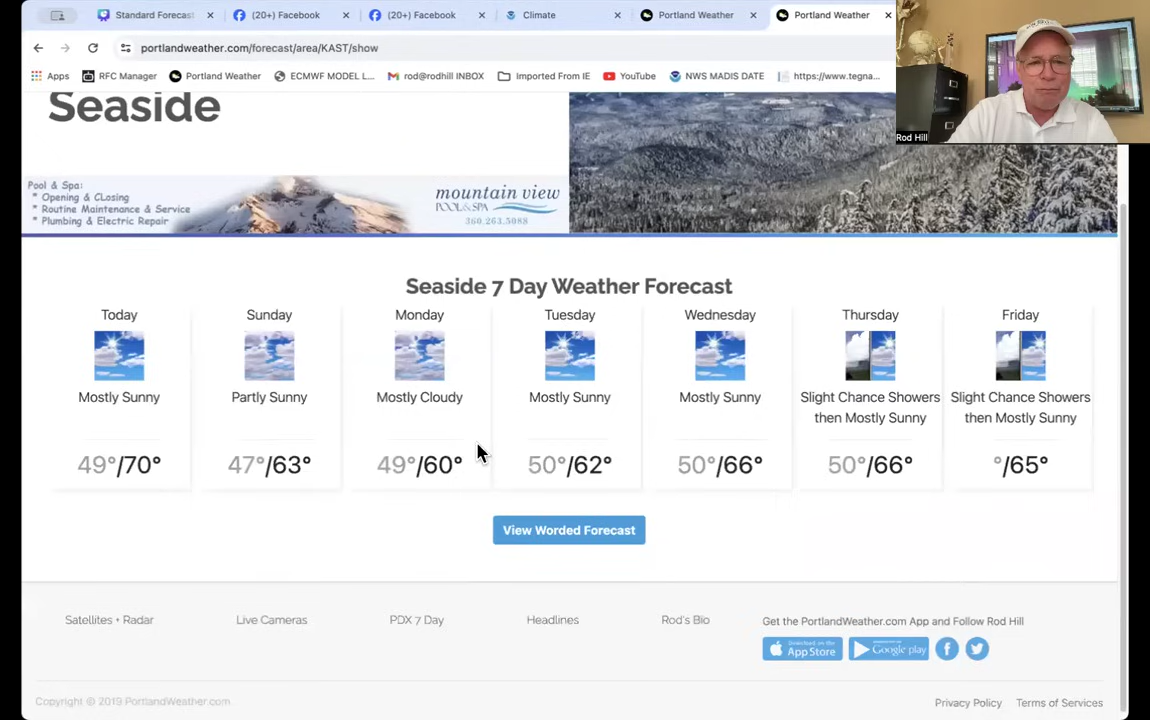 Standard Forecast
(20+) Facebook
(20+) Facebook
Climate
Portland Weather
Portland Weather
portlandweather.com/forecast/area/KAST/show
Apps
RFC Manager
Portland Weather
ECMWF MODEL L...
rod@rodhill INBOX
Imported From IE
YouTube
NWS MADIS DATE
https://www.tegna...
Rod Hill
Seaside
Pool & Spa:
* Opening & CLosing
* Routine Maintenance & Service
* Plumbing & Electric Repair
mountain view
POOL & SPA
360.263.5088
Seaside 7 Day Weather Forecast
Today
Sunday
Monday
Tuesday
Wednesday
Thursday
Friday
Mostly Sunny
Partly Sunny
Mostly Cloudy
Mostly Sunny
Mostly Sunny
Slight Chance Showers
then Mostly Sunny
Slight Chance Showers
then Mostly Sunny
49°/70°
47°/63°
49°/60°
50°/62°
50°/66°
50°/66°
°/65°
View Worded Forecast
Satellites + Radar
Live Cameras
PDX 7 Day
Headlines
Rod's Bio
Get the PortlandWeather.com App and Follow Rod Hill
Download on the
App Store
Google play
Copyright © 2019 PortlandWeather.com
Privacy Policy
Terms of Services